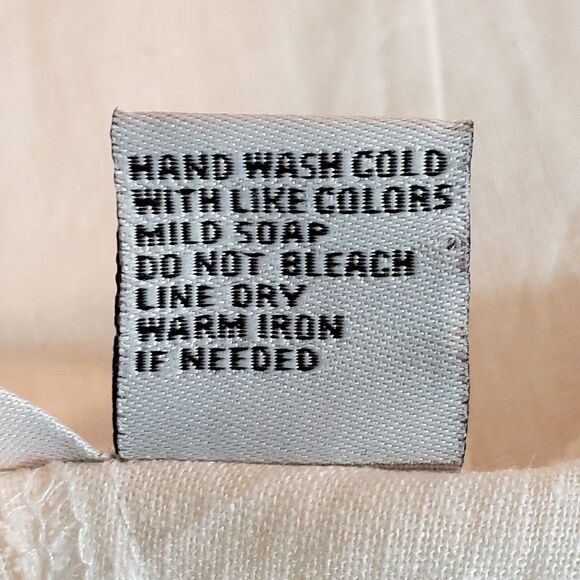 HAND WASH COLD
WITH LIKE COLORS
MILD SOAP
DO NOT BLEACH
LINE DRY
WARM IRON
IF NEEDED